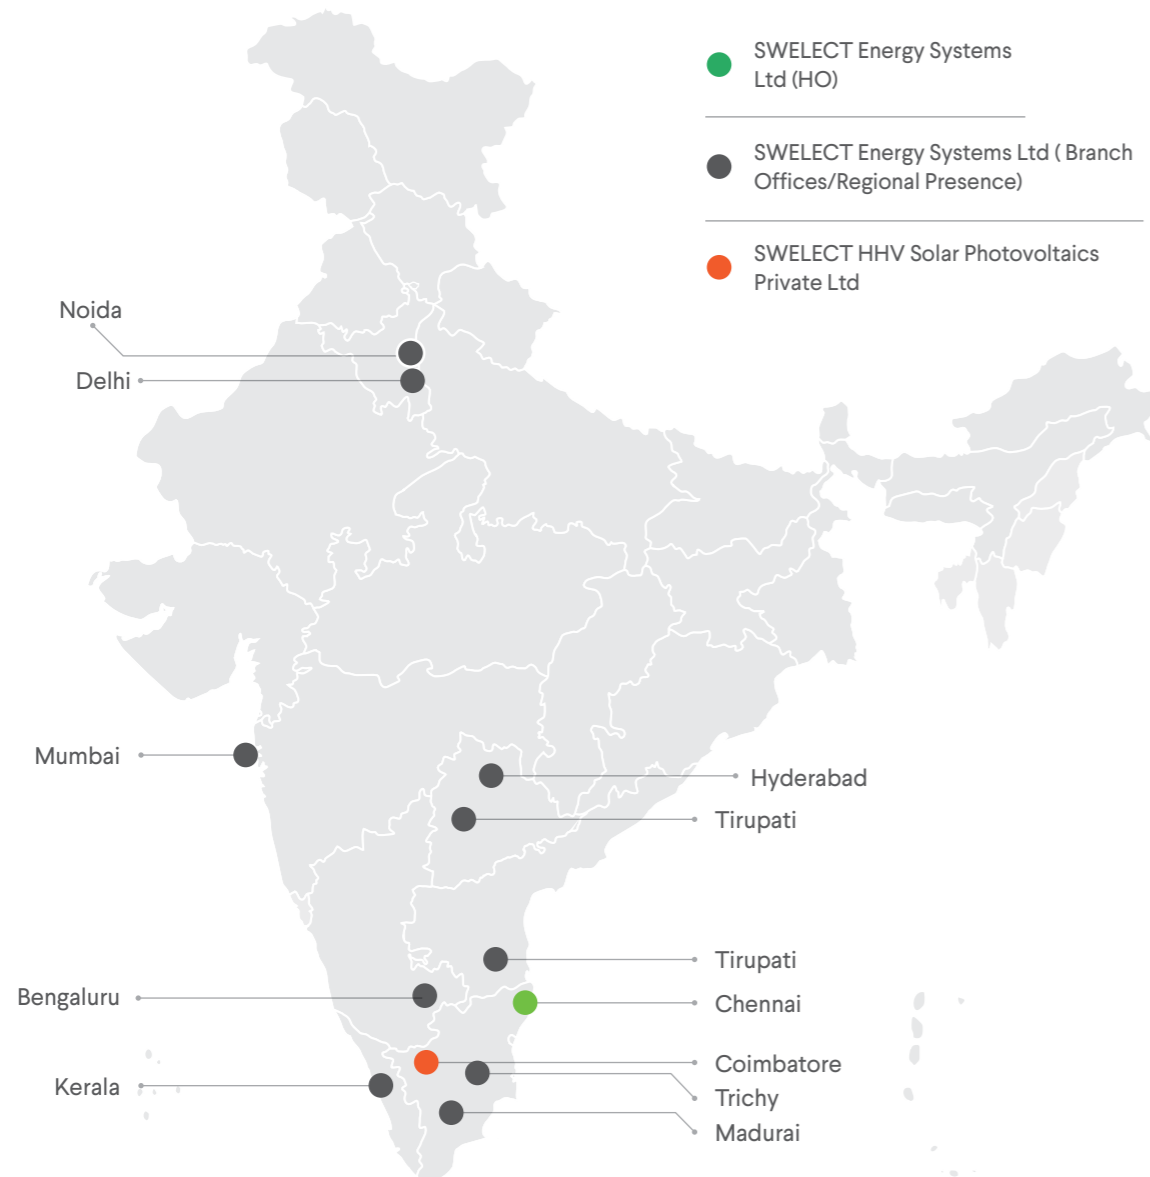 SWELECT Energy Systems
Ltd (HO)
SWELECT Energy Systems Ltd ( Branch
Offices/Regional Presence)
SWELECT HHV Solar Photovoltaics
Private Ltd
Noida
Delhi
Mumbai
Hyderabad
Tirupati
Tirupati
Bengaluru
Chennai
Coimbatore
Kerala
Trichy
Madurai